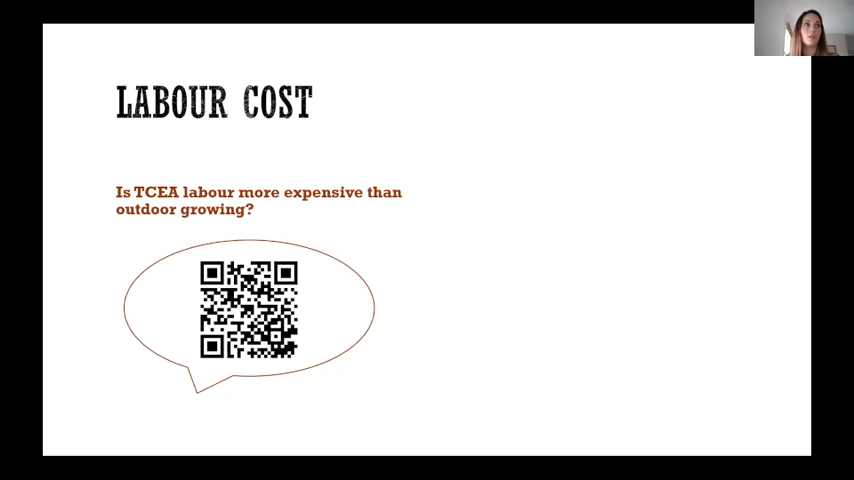 LABOUR COST
Is TCEA labour more expensive than
outdoor growing?